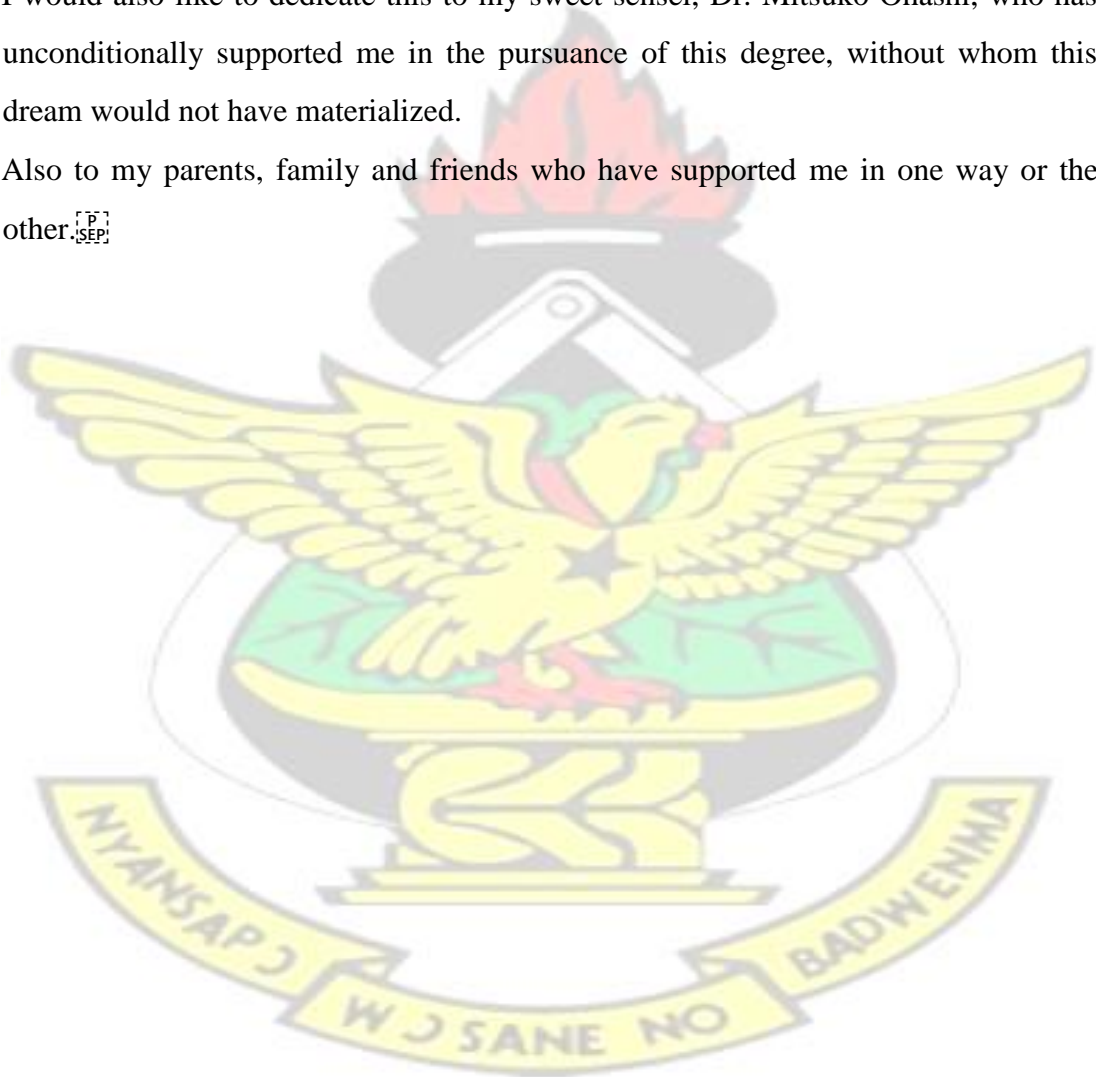 I would also like to dedicate this to my sweet sensei, Dr. Mitsuko Ohashi, who has
unconditionally supported me in the pursuance of this degree, without whom this
dream would not have materialized.
Also to my parents, family and friends who have supported me in one way or the
other.
P
SEP
NYANSAPƆ
WƆSANE NO
BADWENMA